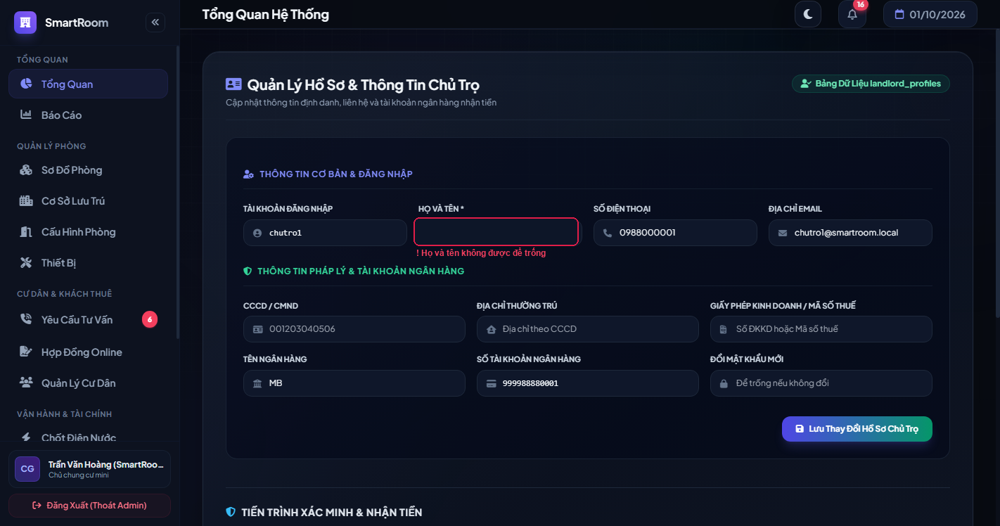 SmartRoom
TỔNG QUAN
Tổng Quan
Báo Cáo
QUẢN LÝ PHÒNG
Sơ Đồ Phòng
Cơ Sở Lưu Trú
Cấu Hình Phòng
Thiết Bị
CƯ DÂN & KHÁCH THUÊ
Yêu Cầu Tư Vấn
6
Hợp Đồng Online
Quản Lý Cư Dân
VẬN HÀNH & TÀI CHÍNH
Chốt Điện Nước
CG
Trần Văn Hoàng (SmartRoo...
Chủ chung cư mini
Đăng Xuất (Thoát Admin)
Tổng Quan Hệ Thống
16
01/10/2026
Quản Lý Hồ Sơ & Thông Tin Chủ Trọ
Cập nhật thông tin định danh, liên hệ và tài khoản ngân hàng nhận tiền
Bảng Dữ Liệu landlord_profiles
THÔNG TIN CƠ BẢN & ĐĂNG NHẬP
TÀI KHOẢN ĐĂNG NHẬP
chutro1
HỌ VÀ TÊN *
! Họ và tên không được để trống
SỐ ĐIỆN THOẠI
0988000001
ĐỊA CHỈ EMAIL
chutro1@smartroom.local
THÔNG TIN PHÁP LÝ & TÀI KHOẢN NGÂN HÀNG
CCCD / CMND
001203040506
ĐỊA CHỈ THƯỜNG TRÚ
Địa chỉ theo CCCD
GIẤY PHÉP KINH DOANH / MÃ SỐ THUẾ
Số ĐKKD hoặc Mã số thuế
TÊN NGÂN HÀNG
MB
SỐ TÀI KHOẢN NGÂN HÀNG
999988880001
ĐỔI MẬT KHẨU MỚI
Để trống nếu không đổi
Lưu Thay Đổi Hồ Sơ Chủ Trọ
TIẾN TRÌNH XÁC MINH & NHẬN TIỀN